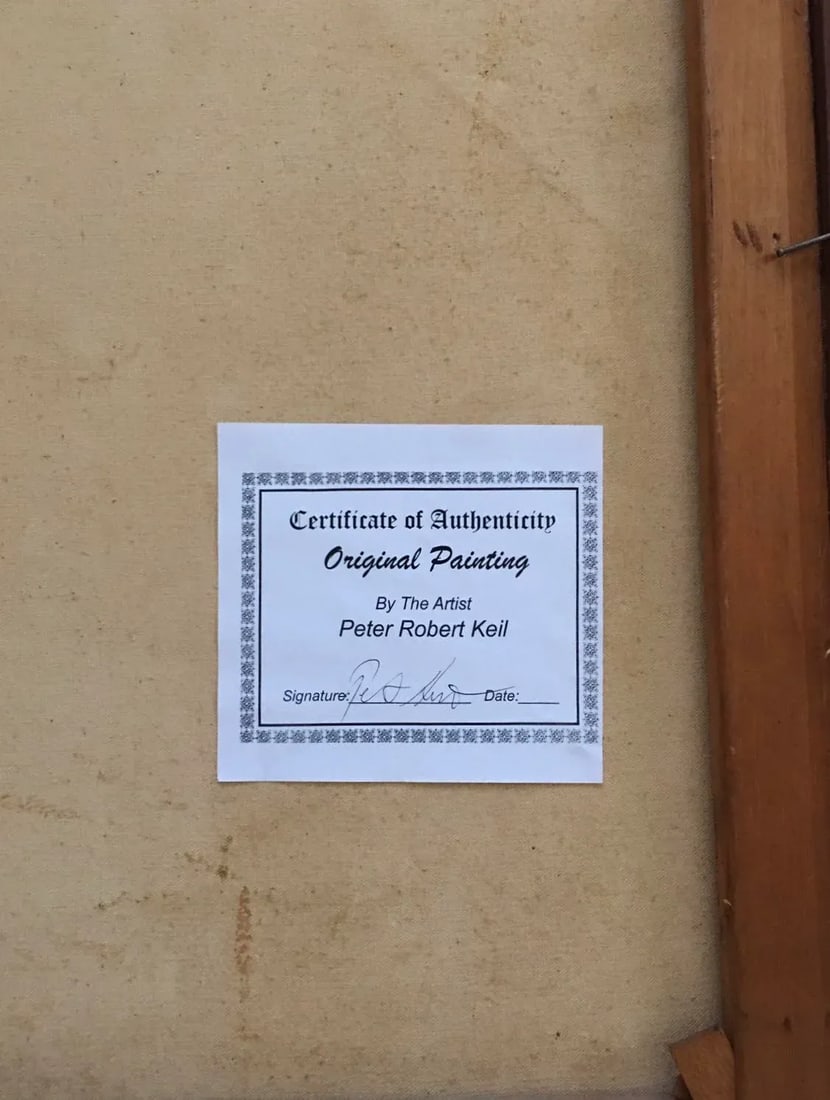 Certificate of Authenticity
Original Painting
By The Artist
Peter Robert Keil
Signature: Date: